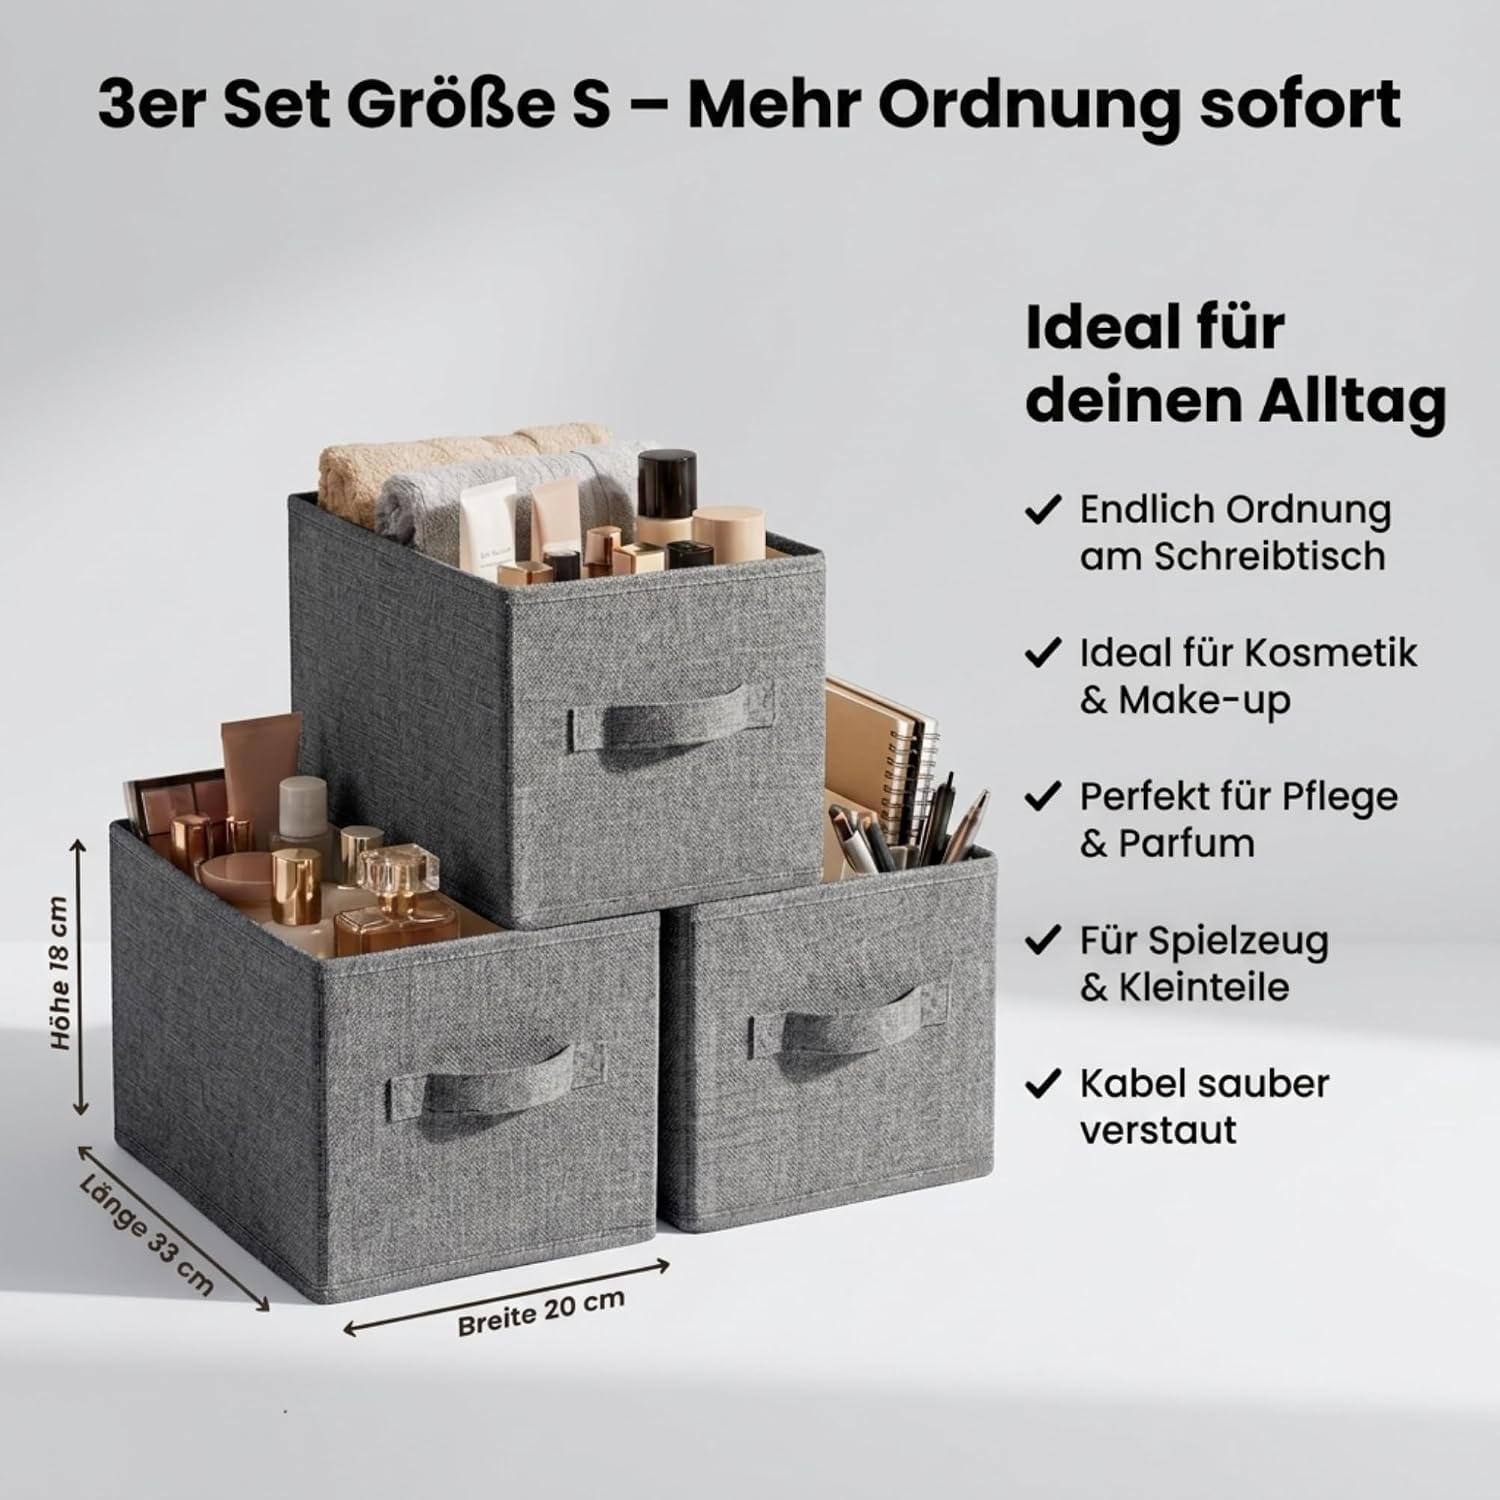 3er Set Größe S – Mehr Ordnung sofort
Ideal für
deinen Alltag
Endlich Ordnung
am Schreibtisch
Ideal für Kosmetik
& Make-up
Perfekt für Pflege
& Parfum
Für Spielzeug
& Kleinteile
Kabel sauber
verstaut
Höhe 18 cm
Länge 33 cm
Breite 20 cm